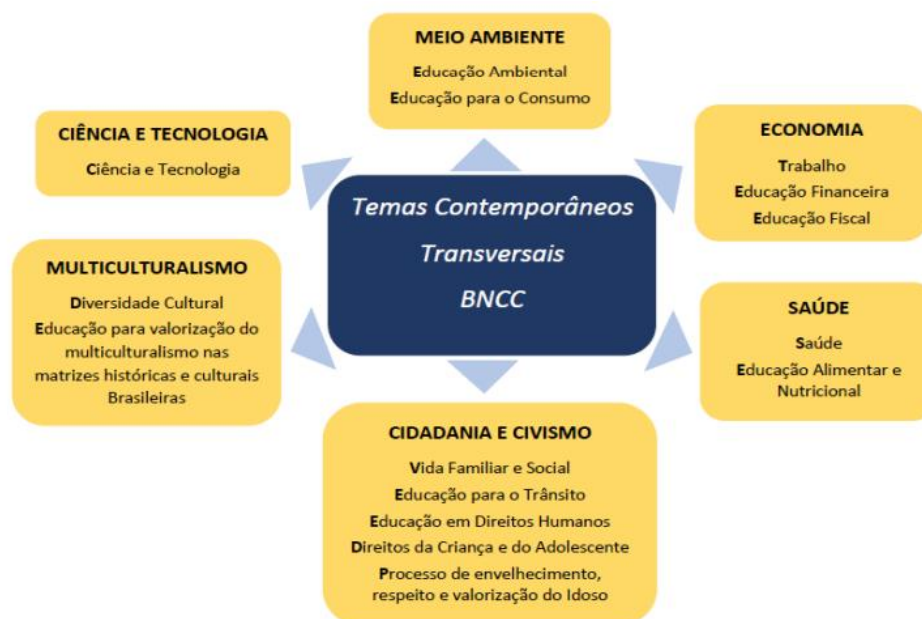 MEIO AMBIENTE
Educação Ambiental
Educação para o Consumo
CIÊNCIA E TECNOLOGIA
Ciência e Tecnologia
ECONOMIA
Trabalho
Educação Financeira
Educação Fiscal
Temas Contemporâneos
Transversais
BNCC
MULTICULTURALISMO
Diversidade Cultural
Educação para valorização do
multiculturalismo nas
matrizes históricas e culturais
Brasileiras
SAÚDE
Saúde
Educação Alimentar e
Nutricional
CIDADANIA E CIVISMO
Vida Familiar e Social
Educação para o Trânsito
Educação em Direitos Humanos
Direitos da Criança e do Adolescente
Processo de envelhecimento,
respeito e valorização do Idoso